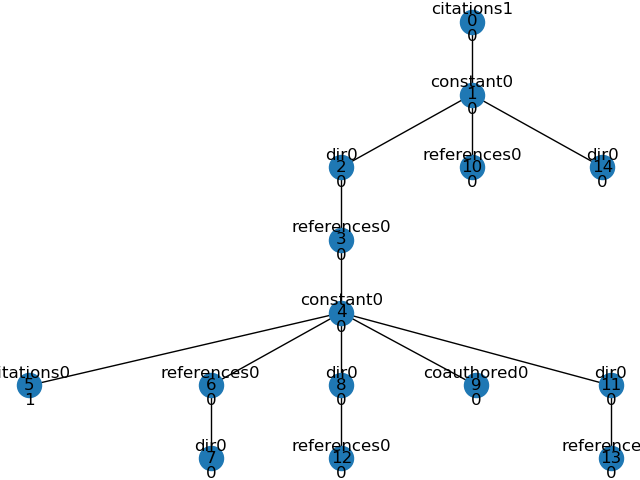 citations1
0
0
constant0
1
0
dir0 references0 dir0
2 10 14
0 0 0
references0
3
0
constant0
4
0
itations0 references0 dir0 coauthored0 dir0
5 6 8 9 11
1 0 0 0 0
dir0 references0 reference
7 12 13
0 0 0